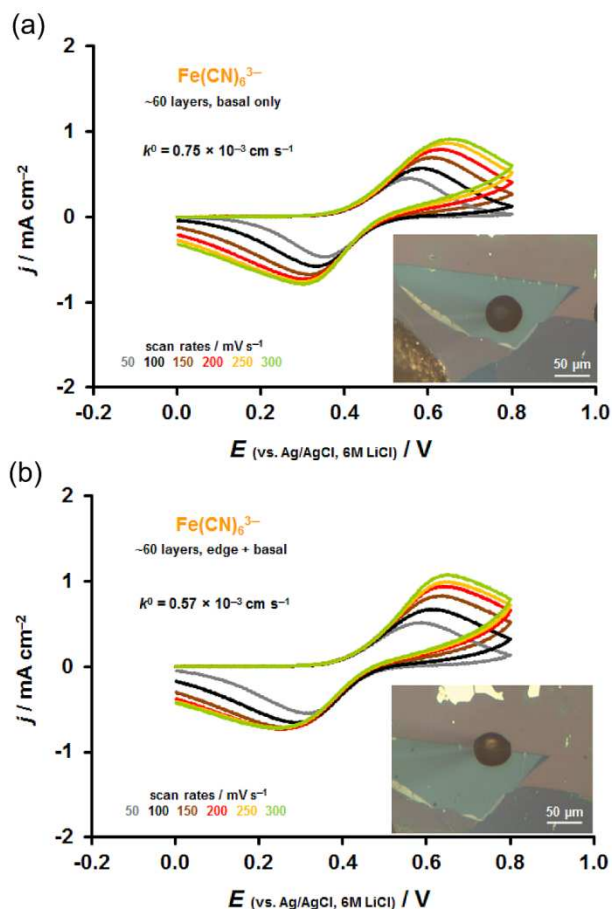 (a)
2
1
0
-1
-2
j / mA cm⁻²
Fe(CN)₆³⁻
~60 layers, basal only
k⁰ = 0.75 × 10⁻³ cm s⁻¹
scan rates / mV s⁻¹
50 100 150 200 250 300
50 µm
-0.2 0.0 0.2 0.4 0.6 0.8 1.0
E (vs. Ag/AgCl, 6M LiCl) / V
(b)
2
1
0
-1
-2
j / mA cm⁻²
Fe(CN)₆³⁻
~60 layers, edge + basal
k⁰ = 0.57 × 10⁻³ cm s⁻¹
scan rates / mV s⁻¹
50 100 150 200 250 300
50 µm
-0.2 0.0 0.2 0.4 0.6 0.8 1.0
E (vs. Ag/AgCl, 6M LiCl) / V